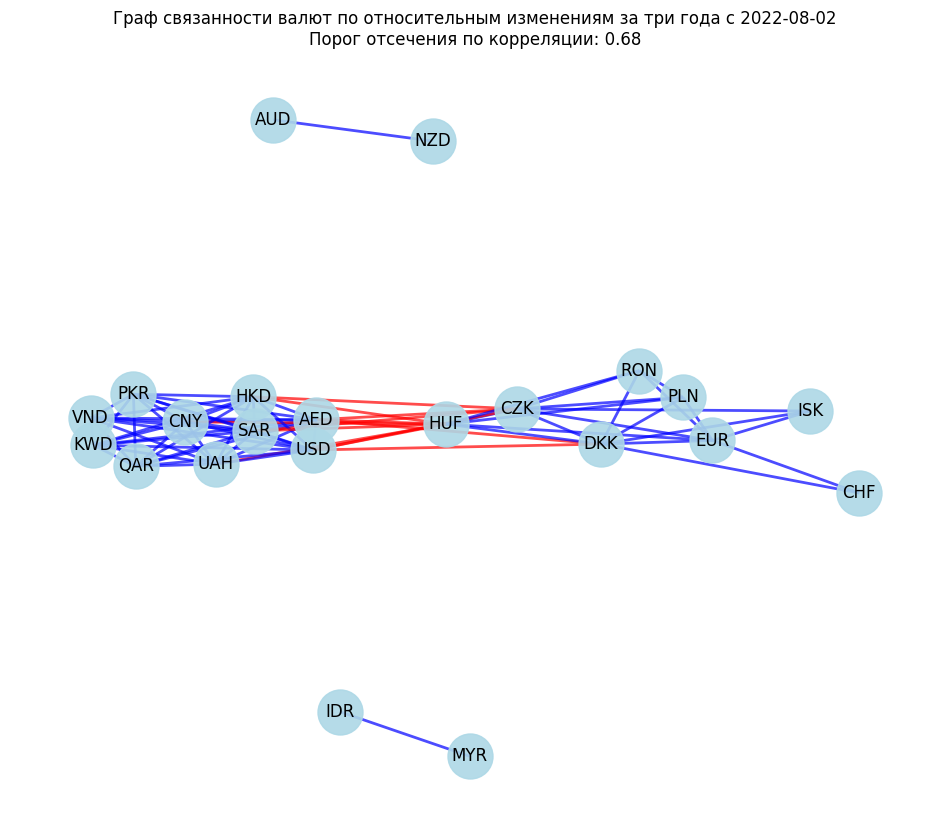 Граф связанности валют по относительным изменениям за три года с 2022-08-02
Порог отсечения по корреляции: 0.68
AUD
NZD
RON
PKR
HKD
PLN
VND
CNY
SAR
AED
HUF
CZK
ISK
KWD
QAR
UAH
USD
DKK
EUR
CHF
IDR
MYR